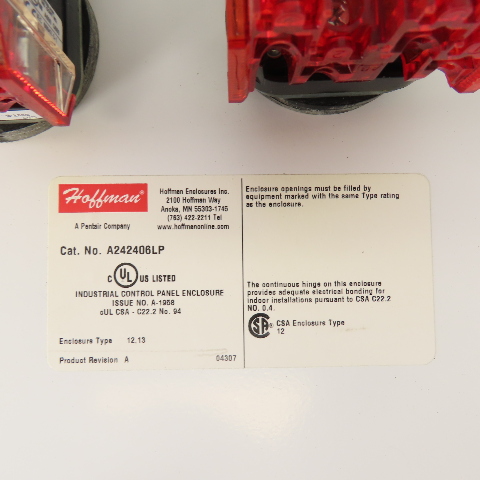 Hoffman®
A Pentair Company
Hoffman Enclosures Inc.
2100 Hoffman Way
Anoka, MN 55303-1745
(763) 422-2211 Tel
www.hoffmanonline.com
Cat. No. A242406LP
C UL US LISTED
INDUSTRIAL CONTROL PANEL ENCLOSURE
ISSUE NO. A-1968
cUL CSA - C22.2 No. 94
Enclosure Type 12,13
Product Revision A
04307
Enclosure openings must be filled by
equipment marked with the same Type rating
as the enclosure.
The continuous hinge on this enclosure
provides adequate electrical bonding for
indoor installations pursuant to CSA C22.2
NO. 0.4.
SA CSA Enclosure Type
12